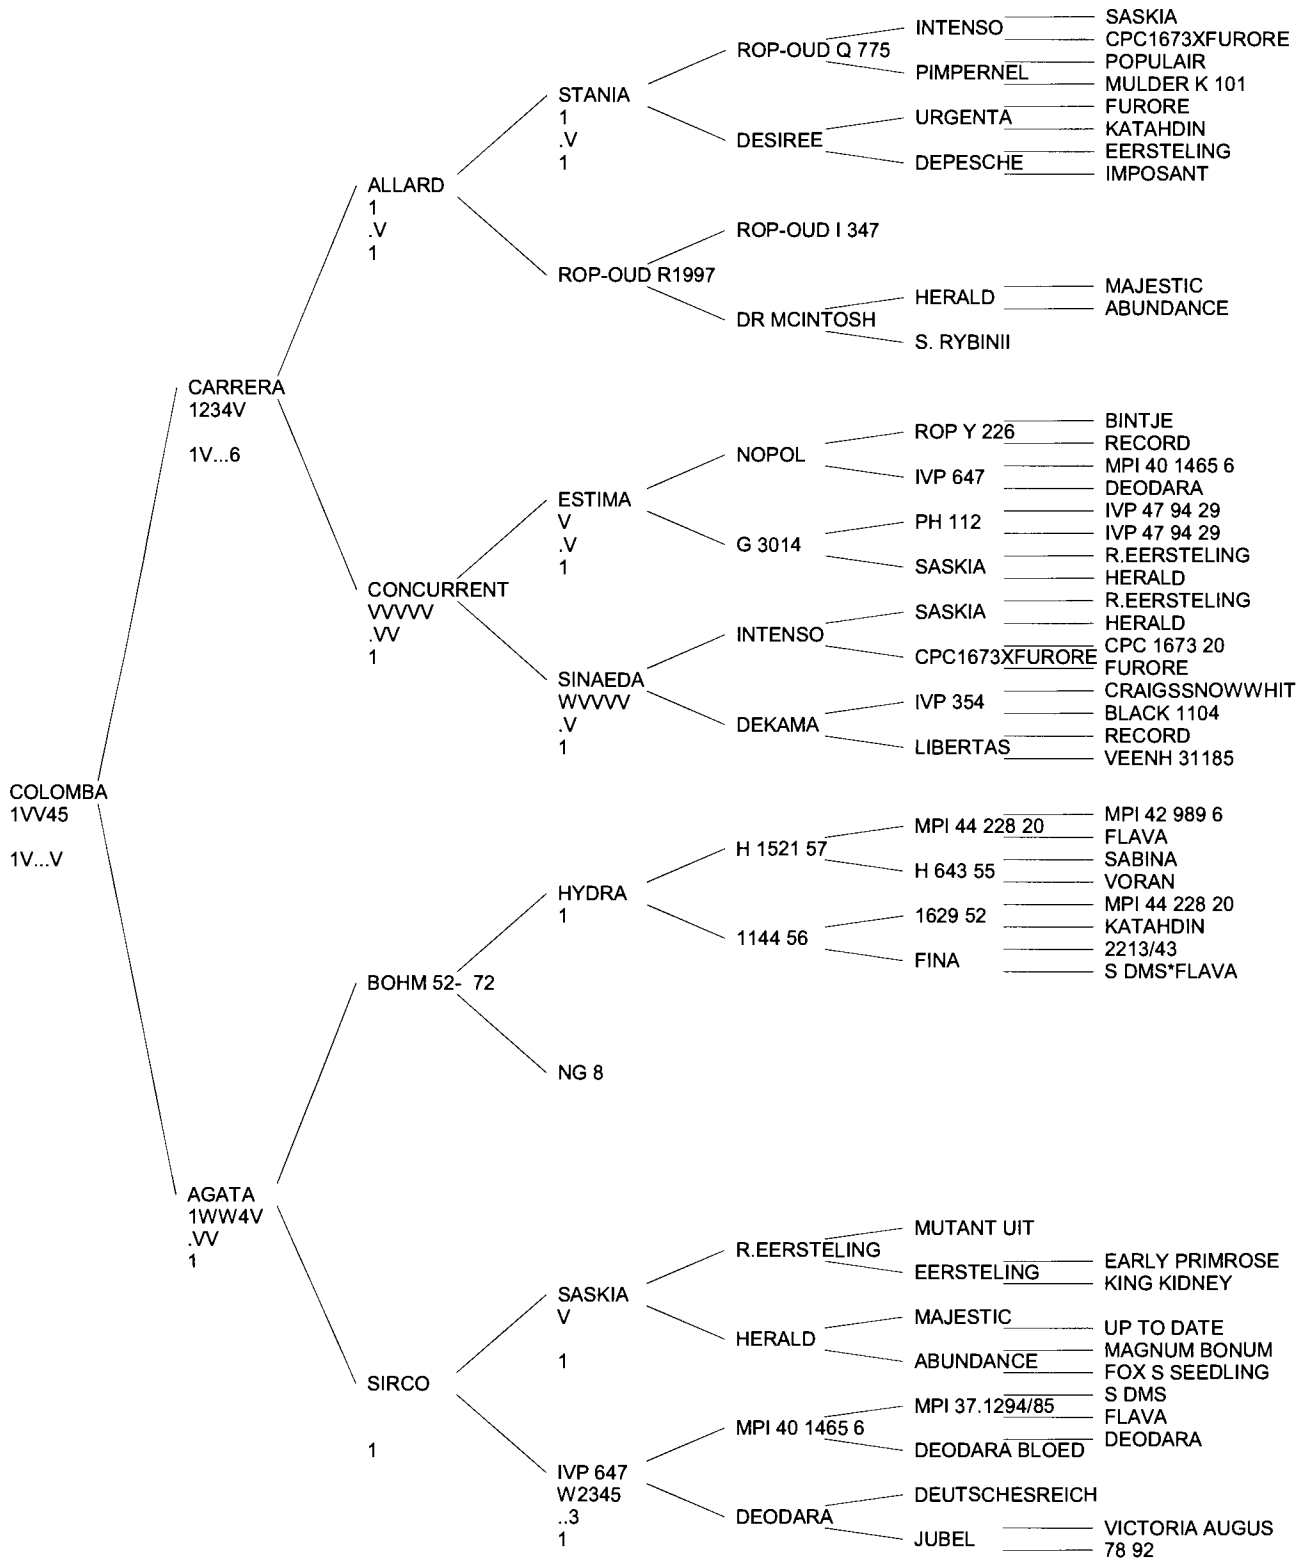 COLOMBA
1VV45
1V...V
CARRERA
1234V
1V...6
AGATA
1WW4V
.VV
1
ALLARD
1
.V
1
CONCURRENT
VVVVV
.VV
1
BOHM 52- 72
SIRCO
1
STANIA
1
.V
1
ROP-OUD R1997
ESTIMA
V
.V
1
SINAEDA
WVVVV
.V
1
HYDRA
1
NG 8
SASKIA
V
1
IVP 647
W2345
..3
1
ROP-OUD Q 775
DESIREE
ROP-OUD I 347
DR MCINTOSH
NOPOL
G 3014
INTENSO
DEKAMA
H 1521 57
1144 56
R.EERSTELING
HERALD
MPI 40 1465 6
DEODARA
INTENSO
PIMPERNEL
URGENTA
DEPESCHE
HERALD
S. RYBINII
ROP Y 226
IVP 647
PH 112
SASKIA
SASKIA
CPC1673XFURORE
IVP 354
LIBERTAS
MPI 44 228 20
H 643 55
1629 52
FINA
MUTANT UIT
EERSTELING
MAJESTIC
ABUNDANCE
MPI 37.1294/85
DEODARA BLOED
DEUTSCHESREICH
JUBEL
SASKIA
CPC1673XFURORE
POPULAIR
MULDER K 101
FURORE
KATAHDIN
EERSTELING
IMPOSANT
MAJESTIC
ABUNDANCE
BINTJE
RECORD
MPI 40 1465 6
DEODARA
IVP 47 94 29
IVP 47 94 29
R.EERSTELING
HERALD
R.EERSTELING
HERALD
CPC 1673 20
FURORE
CRAIGSSNOWWHIT
BLACK 1104
RECORD
VEENH 31185
MPI 42 989 6
FLAVA
SABINA
VORAN
MPI 44 228 20
KATAHDIN
2213/43
S DMS*FLAVA
EARLY PRIMROSE
KING KIDNEY
UP TO DATE
MAGNUM BONUM
FOX S SEEDLING
S DMS
FLAVA
DEODARA
VICTORIA AUGUS
78 92